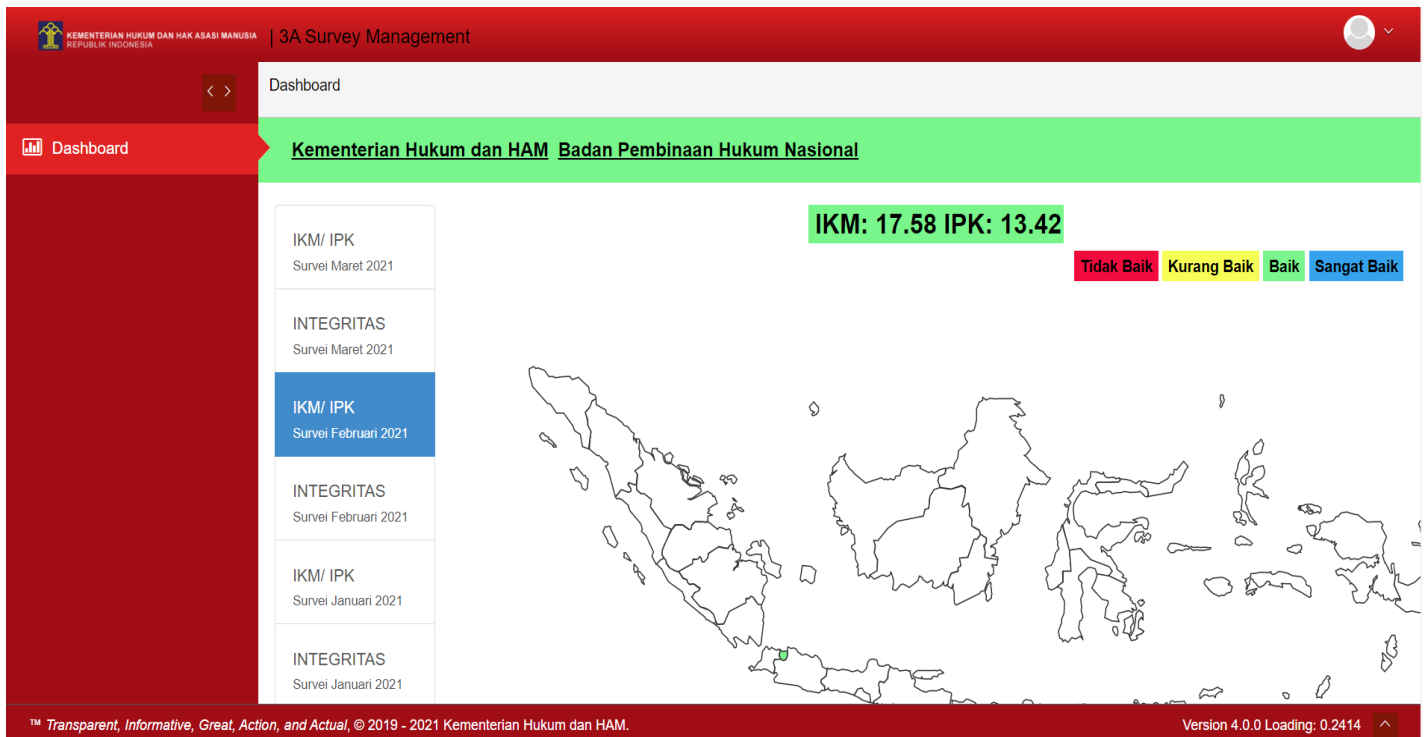 KEMENTERIAN HUKUM DAN HAK ASASI MANUSIA
REPUBLIK INDONESIA
| 3A Survey Management
Dashboard
Dashboard
Kementerian Hukum dan HAM Badan Pembinaan Hukum Nasional
IKM: 17.58 IPK: 13.42
Tidak Baik Kurang Baik Baik Sangat Baik
IKM/ IPK
Survei Maret 2021
INTEGRITAS
Survei Maret 2021
IKM/ IPK
Survei Februari 2021
INTEGRITAS
Survei Februari 2021
IKM/ IPK
Survei Januari 2021
INTEGRITAS
Survei Januari 2021
™ Transparent, Informative, Great, Action, and Actual, © 2019 - 2021 Kementerian Hukum dan HAM.
Version 4.0.0 Loading: 0.2414